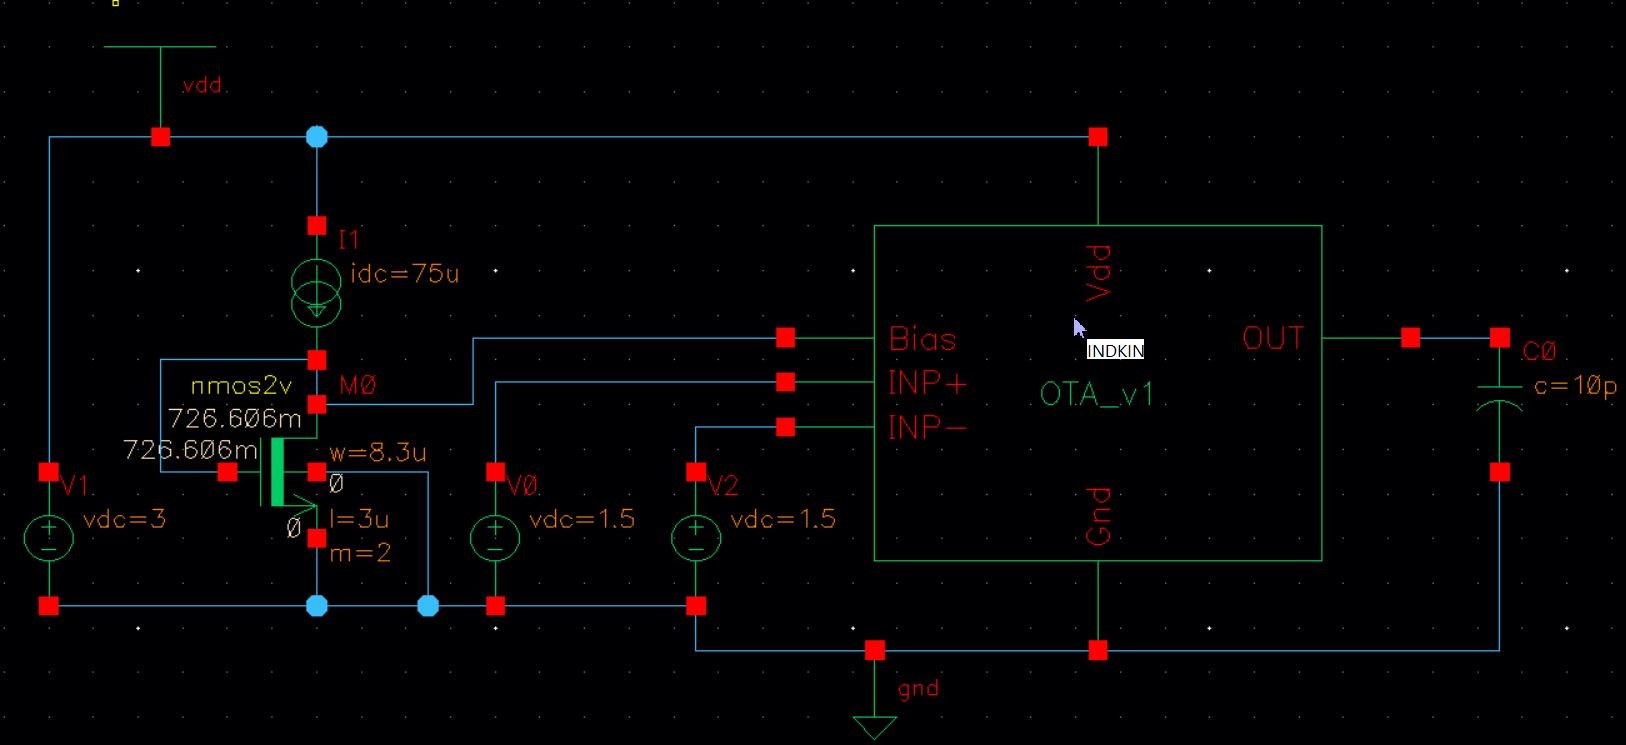 vdd
I1
idc=75u
nmos2v
M0
726.606m
726.606m
w=8.3u
0
0
l=3u
m=2
V1
vdc=3
V0
vdc=1.5
V2
vdc=1.5
Vdd
Bias
INP+
INP-
OUT
INDKIN
OTA_v1
Gnd
C0
c=10p
gnd